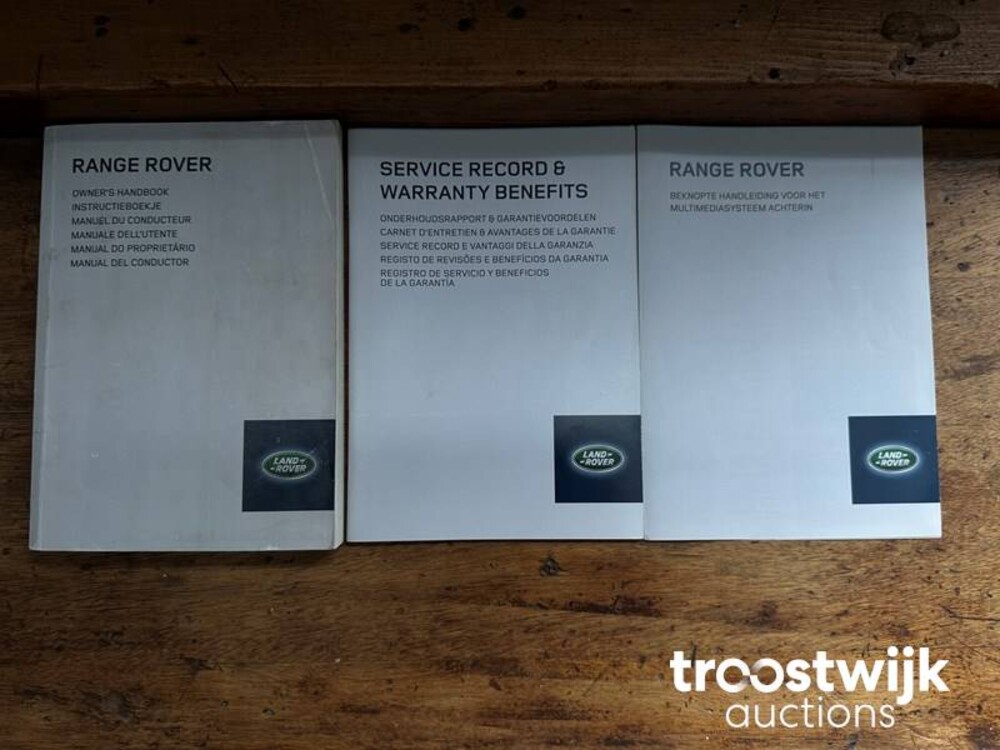 RANGE ROVER
OWNER'S HANDBOOK
INSTRUCTIEBOEKJE
MANUEL DU CONDUCTEUR
MANUALE DELL'UTENTE
MANUAL DO PROPRIETÁRIO
MANUAL DEL CONDUCTOR
LAND
ROVER
SERVICE RECORD &
WARRANTY BENEFITS
ONDERHOUDSRAPPORT & GARANTIEVOORDELEN
CARNET D'ENTRETIEN & AVANTAGES DE LA GARANTIE
SERVICE RECORD E VANTAGGI DELLA GARANZIA
REGISTO DE REVISÕES E BENEFÍCIOS DA GARANTIA
REGISTRO DE SERVICIO Y BENEFICIOS
DE LA GARANTÍA
LAND
ROVER
RANGE ROVER
BEKNOPTE HANDLEIDING VOOR HET
MULTIMEDIASYSTEEM ACHTERIN
LAND
ROVER
troostwijk
auctions